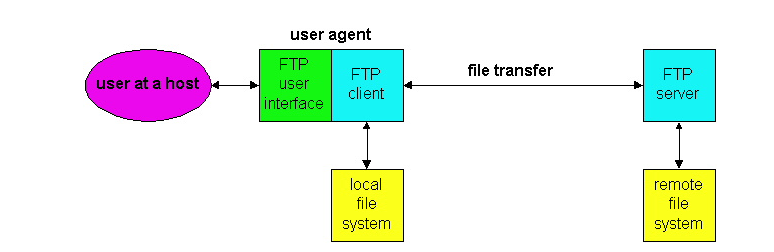 user agent
user at a host
FTP
user
interface
FTP
client
file transfer
FTP
server
local
file
system
remote
file
system